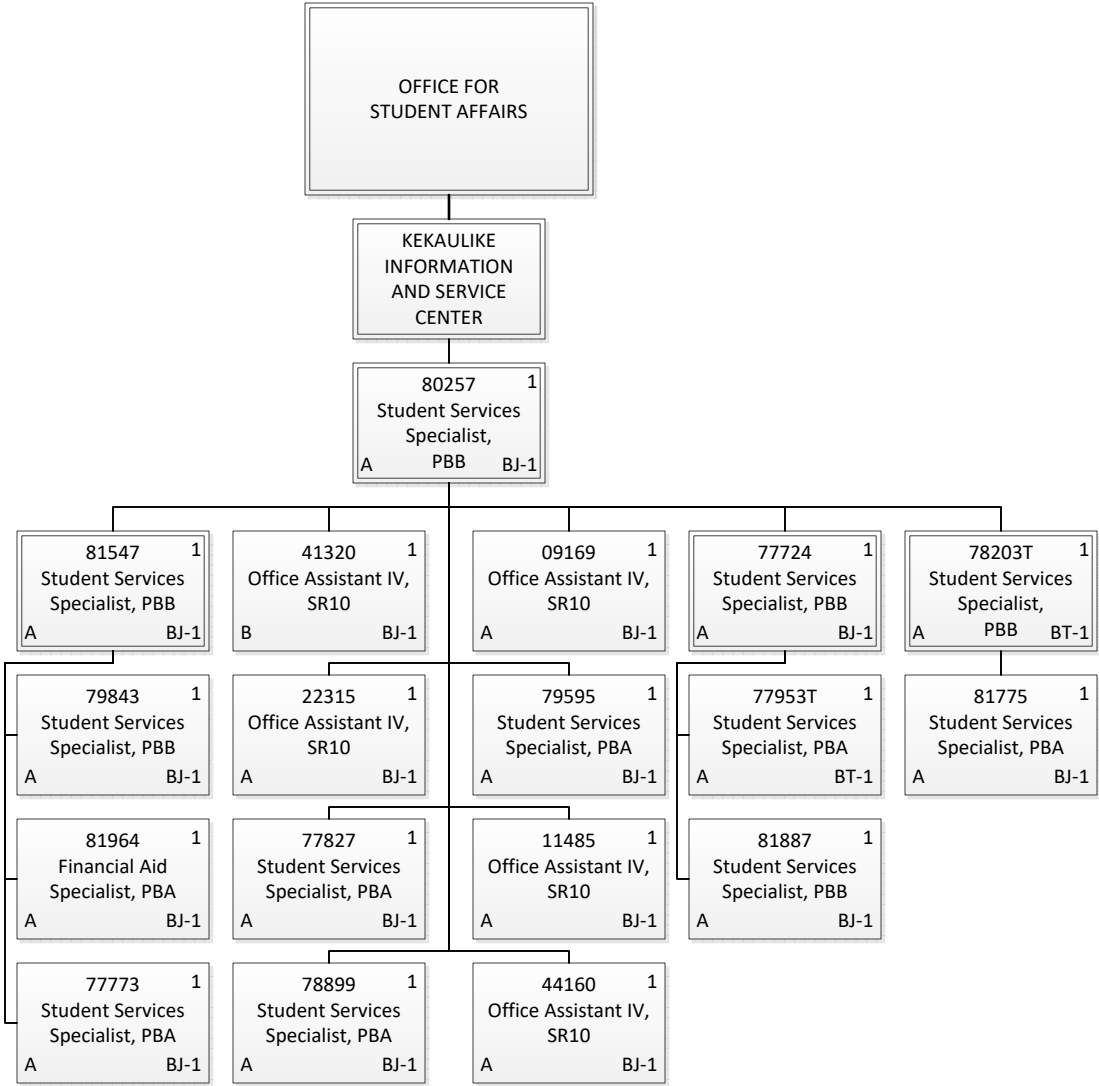 OFFICE FOR
STUDENT AFFAIRS
KEKAULIKE
INFORMATION
AND SERVICE
CENTER
80257 1
Student Services
Specialist,
A PBB BJ-1
81547 1
Student Services
Specialist, PBB
A BJ-1
41320 1
Office Assistant IV,
SR10
B BJ-1
09169 1
Office Assistant IV,
SR10
A BJ-1
77724 1
Student Services
Specialist, PBB
A BJ-1
78203T 1
Student Services
Specialist,
A PBB BT-1
79843 1
Student Services
Specialist, PBB
A BJ-1
22315 1
Office Assistant IV,
SR10
A BJ-1
79595 1
Student Services
Specialist, PBA
A BJ-1
77953T 1
Student Services
Specialist, PBA
A BT-1
81775 1
Student Services
Specialist, PBA
A BJ-1
81964 1
Financial Aid
Specialist, PBA
A BJ-1
77827 1
Student Services
Specialist, PBA
A BJ-1
11485 1
Office Assistant IV,
SR10
A BJ-1
81887 1
Student Services
Specialist, PBB
A BJ-1
77773 1
Student Services
Specialist, PBA
A BJ-1
78899 1
Student Services
Specialist, PBA
A BJ-1
44160 1
Office Assistant IV,
SR10
A BJ-1